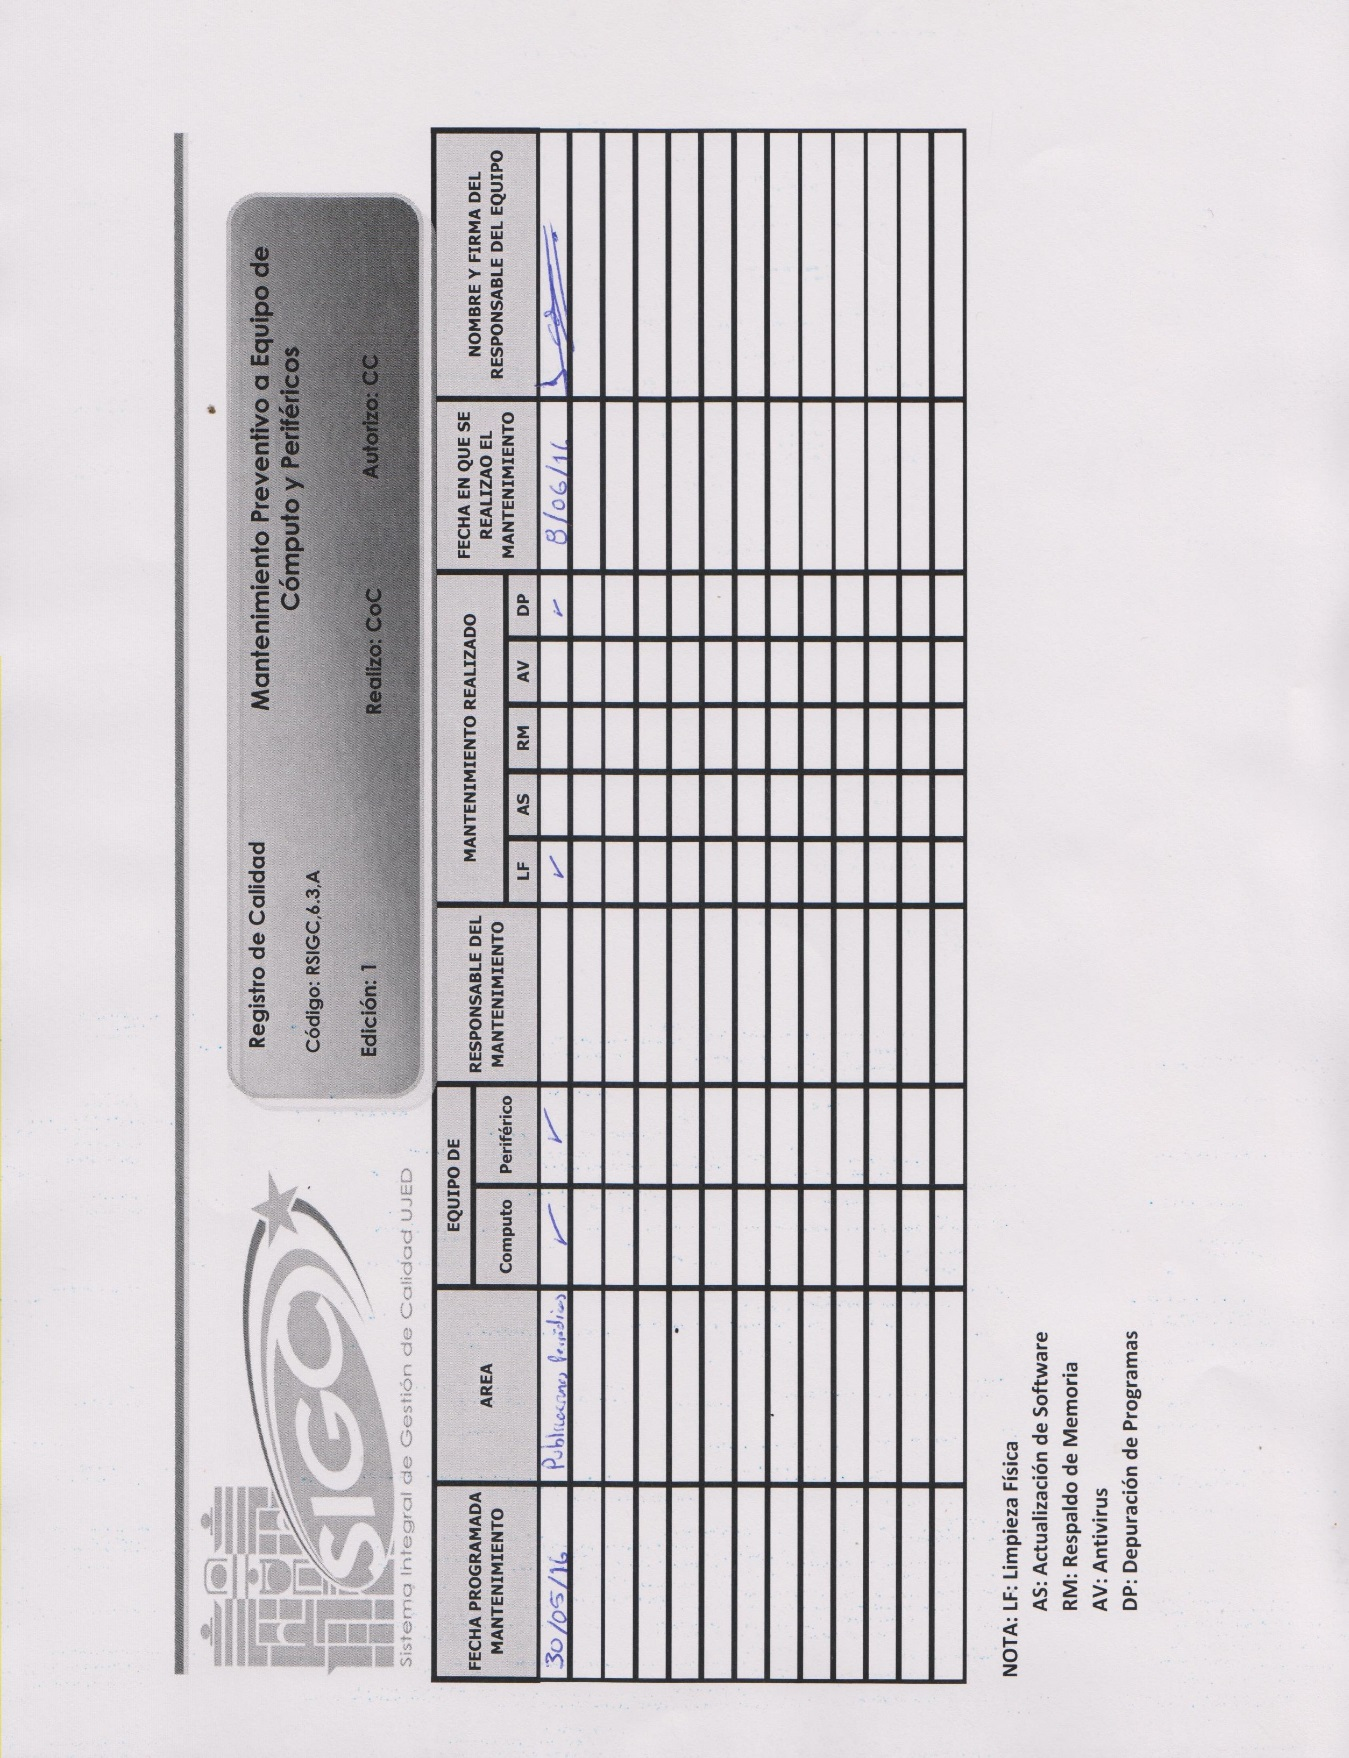 SIGC
Sistema Integral de Gestión de Calidad UJED
Registro de Calidad
Mantenimiento Preventivo a Equipo de
Cómputo y Periféricos
Código: RSIGC,6.3,A
Edición: 1
Realizo: CoC
Autorizo: CC
FECHA PROGRAMADA
MANTENIMIENTO
AREA
EQUIPO DE
Computo
Periférico
RESPONSABLE DEL
MANTENIMIENTO
MANTENIMIENTO REALIZADO
LF
AS
RM
AV
DP
FECHA EN QUE SE
REALIZAO EL
MANTENIMIENTO
NOMBRE Y FIRMA DEL
RESPONSABLE DEL EQUIPO
30/05/16
✓
✓
✓
✓
8/06/16
NOTA: LF: Limpieza Física
AS: Actualización de Software
RM: Respaldo de Memoria
AV: Antivirus
DP: Depuración de Programas